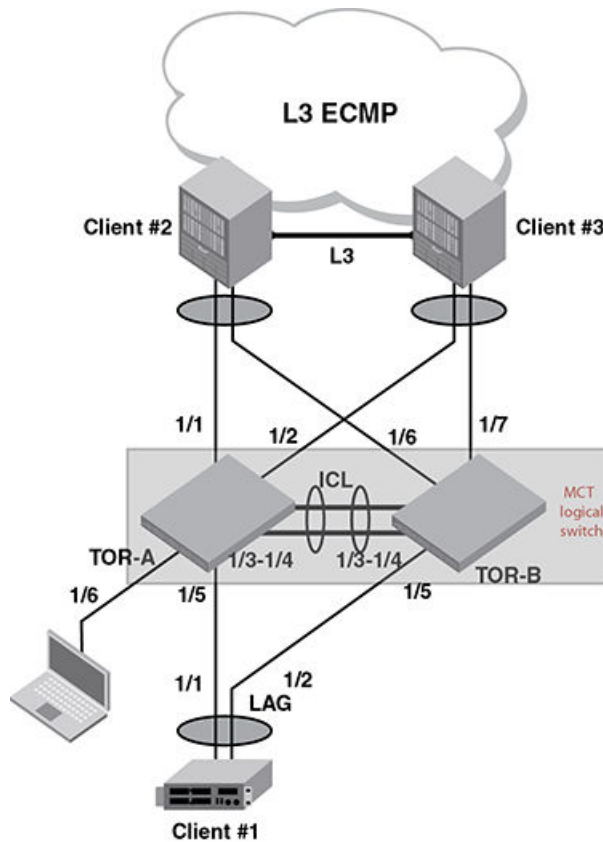 L3 ECMP
Client #2
Client #3
L3
1/1
1/2
1/6
1/7
ICL
MCT
logical
switch
TOR-A
1/3-1/4
1/3-1/4
TOR-B
1/6
1/5
1/5
1/1
1/2
LAG
Client #1